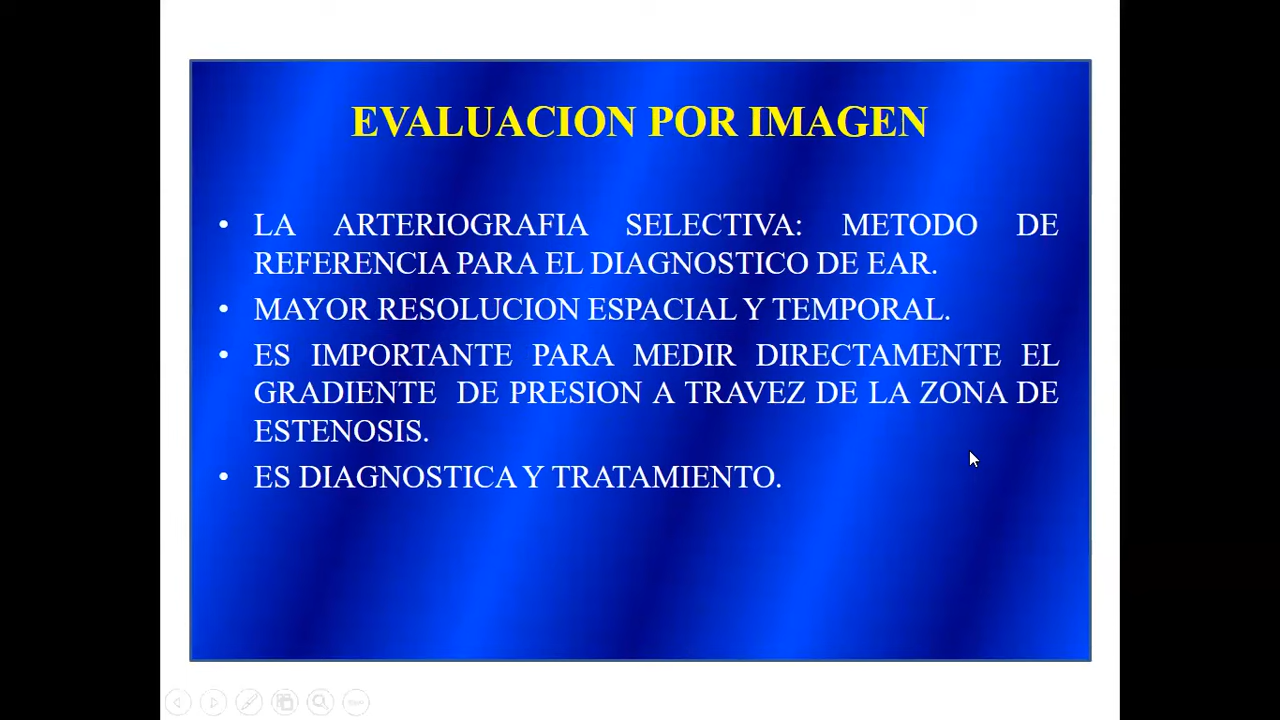 EVALUACION POR IMAGEN
• LA ARTERIOGRAFIA SELECTIVA: METODO DE
REFERENCIA PARA EL DIAGNOSTICO DE EAR.
• MAYOR RESOLUCION ESPACIAL Y TEMPORAL.
• ES IMPORTANTE PARA MEDIR DIRECTAMENTE EL
GRADIENTE DE PRESION A TRAVEZ DE LA ZONA DE
ESTENOSIS.
• ES DIAGNOSTICA Y TRATAMIENTO.